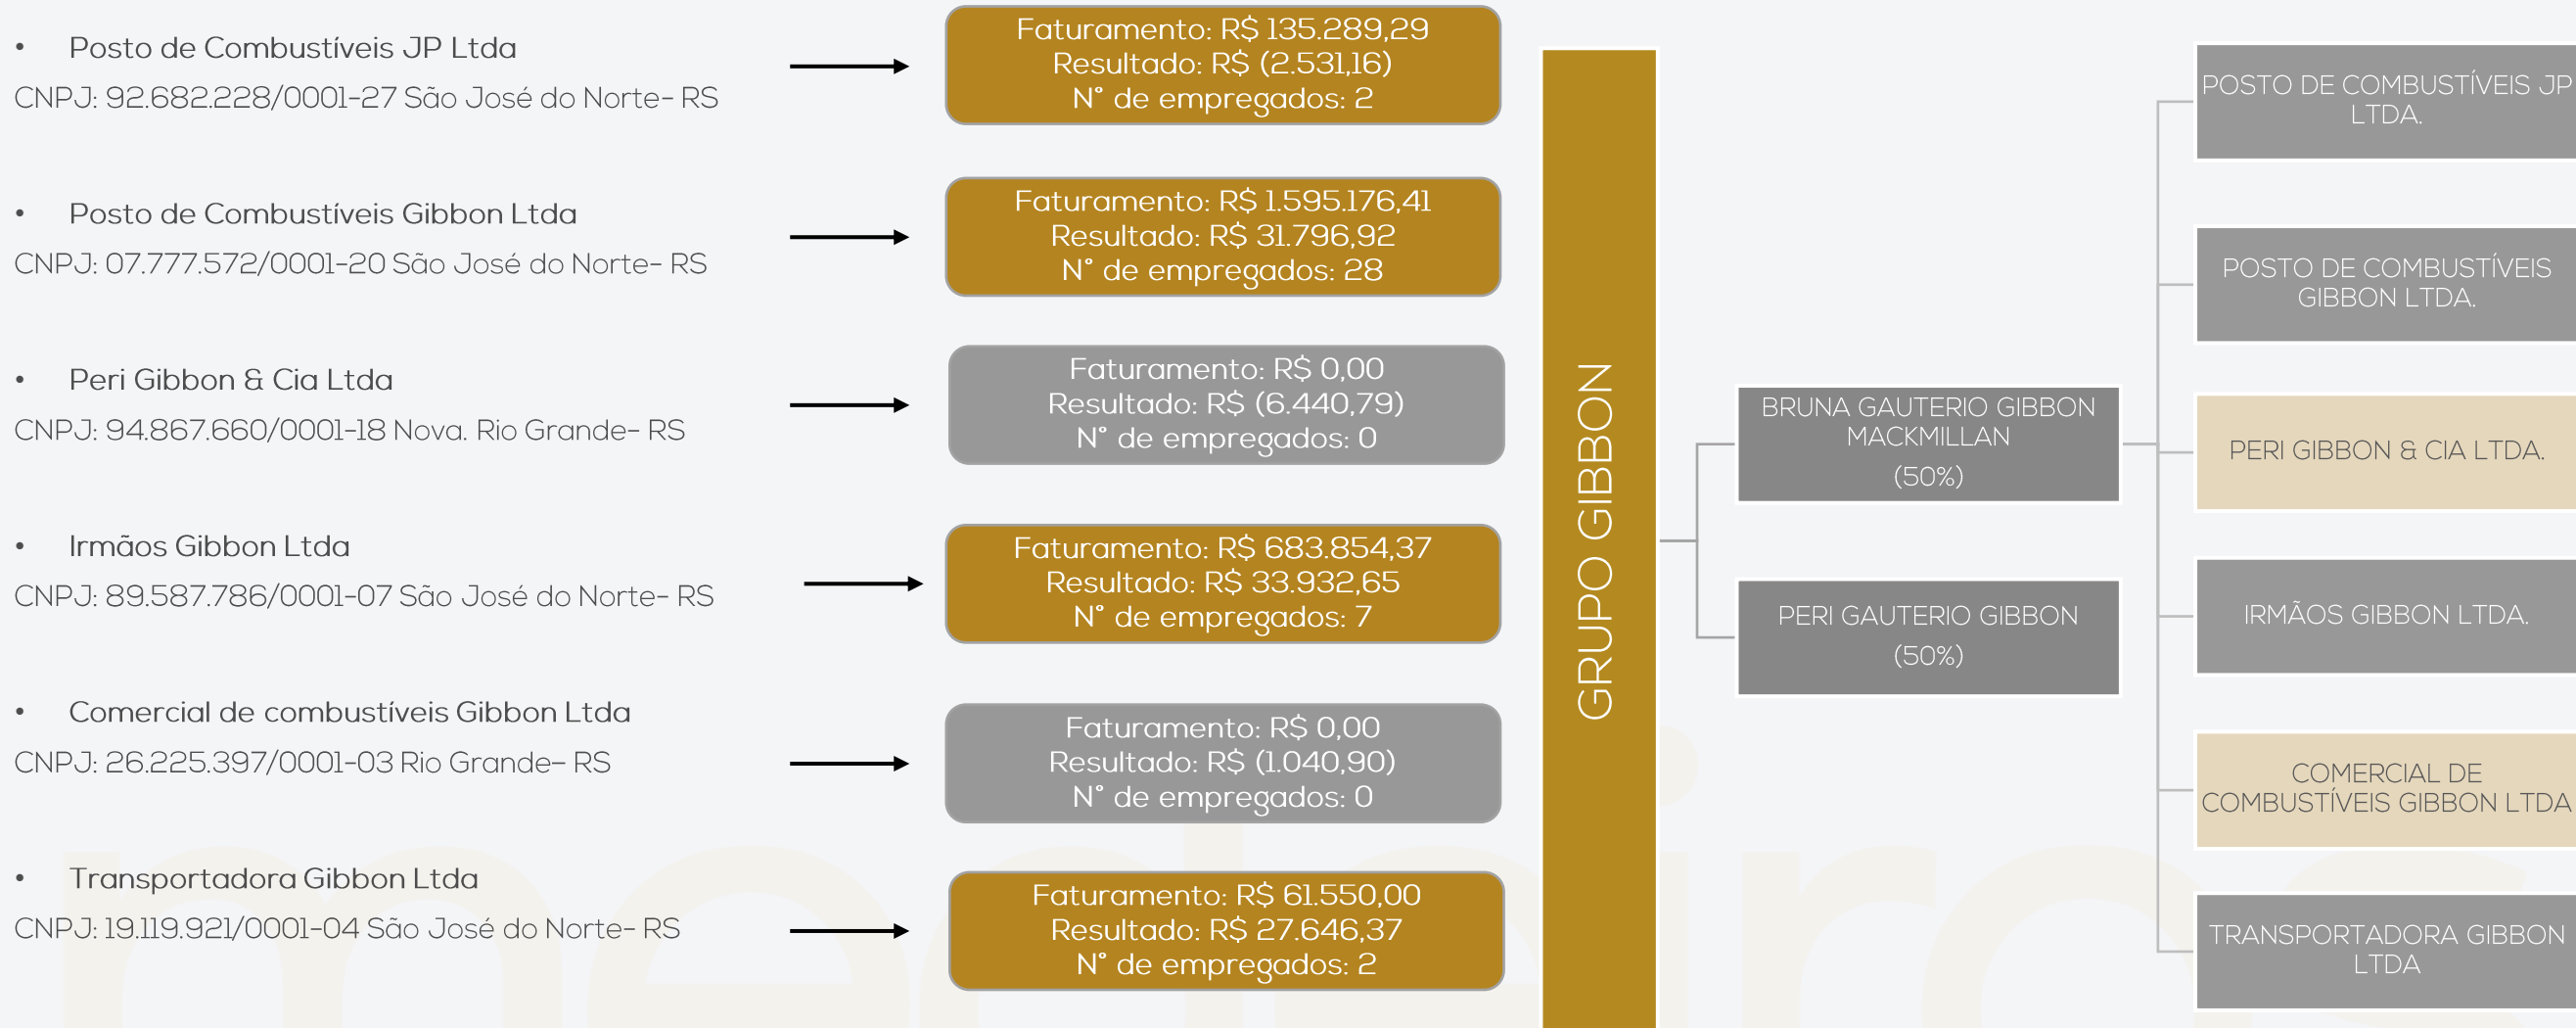 • Posto de Combustíveis JP Ltda
CNPJ: 92.682.228/0001-27 São José do Norte- RS
Faturamento: R$ 135.289,29
Resultado: R$ (2.531,16)
N° de empregados: 2
• Posto de Combustíveis Gibbon Ltda
CNPJ: 07.777.572/0001-20 São José do Norte- RS
Faturamento: R$ 1.595.176,41
Resultado: R$ 31.796,92
N° de empregados: 28
• Peri Gibbon & Cia Ltda
CNPJ: 94.867.660/0001-18 Nova. Rio Grande- RS
Faturamento: R$ 0,00
Resultado: R$ (6.440,79)
N° de empregados: 0
• Irmãos Gibbon Ltda
CNPJ: 89.587.786/0001-07 São José do Norte- RS
Faturamento: R$ 683.854,37
Resultado: R$ 33.932,65
N° de empregados: 7
• Comercial de combustíveis Gibbon Ltda
CNPJ: 26.225.397/0001-03 Rio Grande- RS
Faturamento: R$ 0,00
Resultado: R$ (1.040,90)
N° de empregados: 0
• Transportadora Gibbon Ltda
CNPJ: 19.119.921/0001-04 São José do Norte- RS
Faturamento: R$ 61.550,00
Resultado: R$ 27.646,37
N° de empregados: 2
GRUPO GIBBON
BRUNA GAUTERIO GIBBON
MACKMILLAN
(50%)
PERI GAUTERIO GIBBON
(50%)
POSTO DE COMBUSTÍVEIS JP
LTDA.
POSTO DE COMBUSTÍVEIS
GIBBON LTDA.
PERI GIBBON & CIA LTDA.
IRMÃOS GIBBON LTDA.
COMERCIAL DE
COMBUSTÍVEIS GIBBON LTDA
TRANSPORTADORA GIBBON
LTDA
medeiros